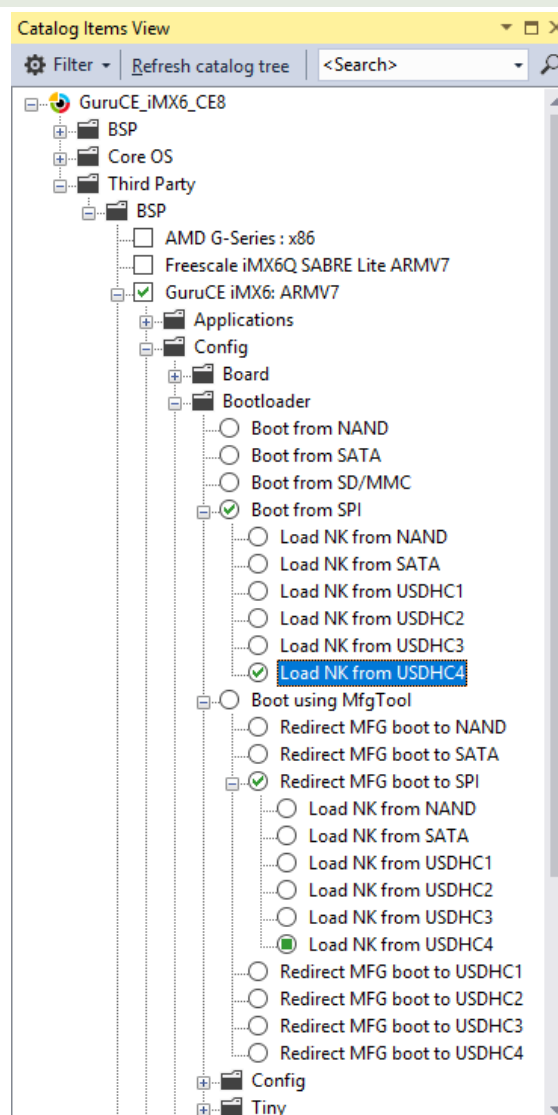 Catalog Items View
Filter Refresh catalog tree <Search>
GuruCE_iMX6_CE8
BSP
Core OS
Third Party
BSP
AMD G-Series : x86
Freescale iMX6Q SABRE Lite ARMV7
GuruCE iMX6: ARMV7
Applications
Config
Board
Bootloader
Boot from NAND
Boot from SATA
Boot from SD/MMC
Boot from SPI
Load NK from NAND
Load NK from SATA
Load NK from USDHC1
Load NK from USDHC2
Load NK from USDHC3
Load NK from USDHC4
Boot using MfgTool
Redirect MFG boot to NAND
Redirect MFG boot to SATA
Redirect MFG boot to SPI
Load NK from NAND
Load NK from SATA
Load NK from USDHC1
Load NK from USDHC2
Load NK from USDHC3
Load NK from USDHC4
Redirect MFG boot to USDHC1
Redirect MFG boot to USDHC2
Redirect MFG boot to USDHC3
Redirect MFG boot to USDHC4
Config
Tiny